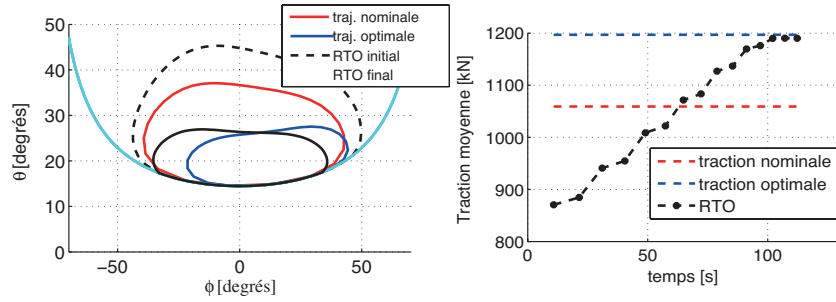 traj. nominale
traj. optimale
RTO initial
RTO final
50
40
30
20
10
0
θ [degrés]
−50
0
50
ϕ [degrés]
1200
1100
1000
900
800
Traction moyenne [kN]
traction nominale
traction optimale
RTO
0
50
100
temps [s]